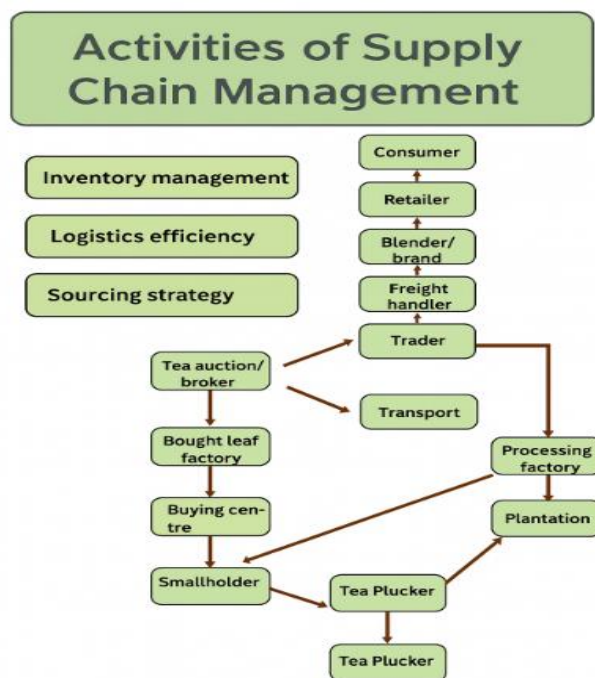 Activities of Supply
Chain Management
Inventory management
Logistics efficiency
Sourcing strategy
Consumer
Retailer
Blender/
brand
Freight
handler
Trader
Tea auction/
broker
Transport
Bought leaf
factory
Processing
factory
Buying cen-
tre
Plantation
Smallholder
Tea Plucker
Tea Plucker